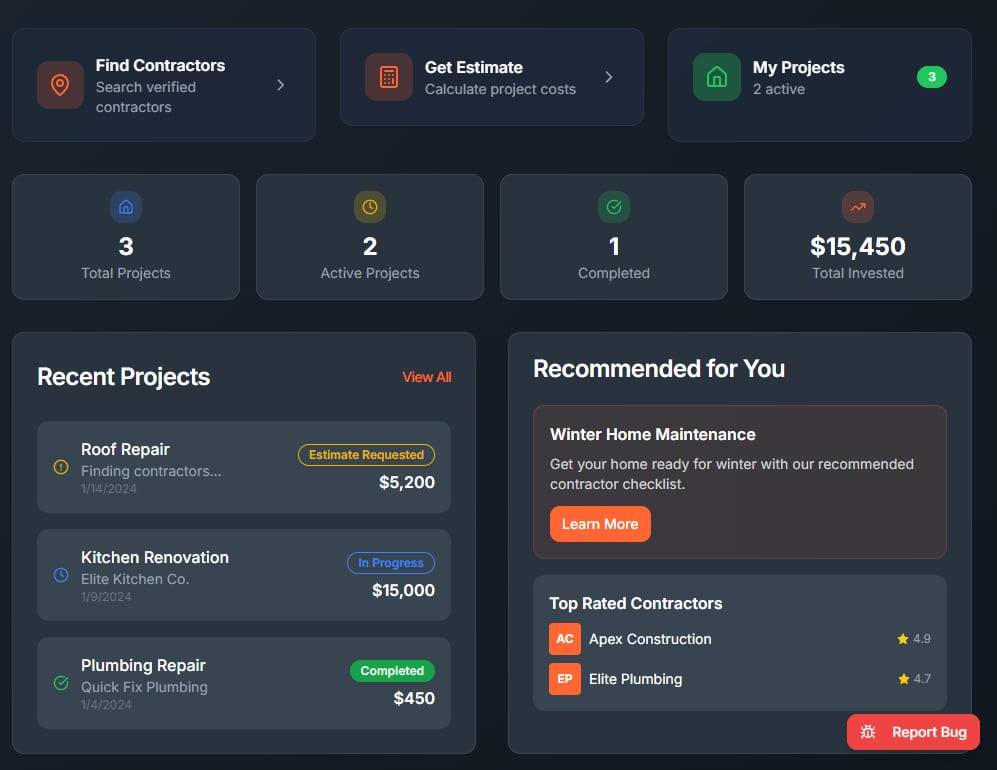 Find Contractors
Search verified
contractors
Get Estimate
Calculate project costs
My Projects
2 active
3
3
Total Projects
2
Active Projects
1
Completed
$15,450
Total Invested
Recent Projects
View All
Roof Repair
Finding contractors...
1/14/2024
Estimate Requested
$5,200
Kitchen Renovation
Elite Kitchen Co.
1/9/2024
In Progress
$15,000
Plumbing Repair
Quick Fix Plumbing
1/4/2024
Completed
$450
Recommended for You
Winter Home Maintenance
Get your home ready for winter with our recommended
contractor checklist.
Learn More
Top Rated Contractors
AC Apex Construction 4.9
EP Elite Plumbing 4.7
Report Bug